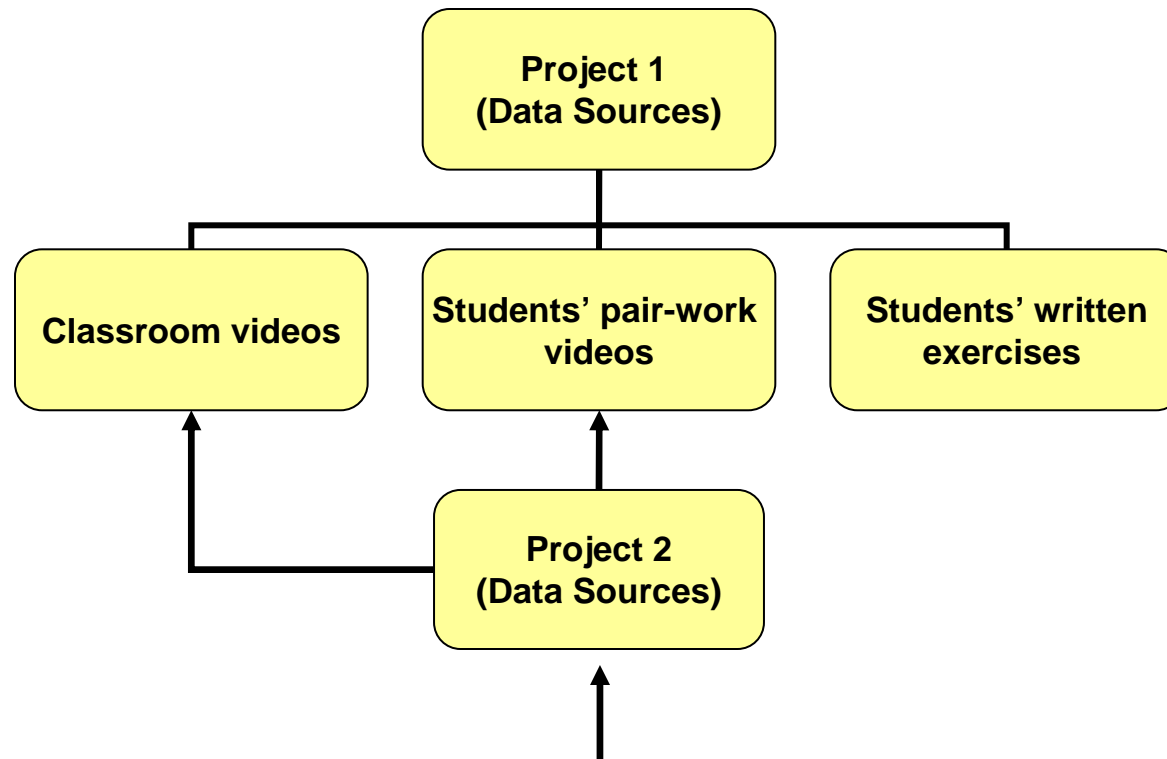 Project 1
(Data Sources)
Classroom videos
Students’ pair-work
videos
Students’ written
exercises
Project 2
(Data Sources)